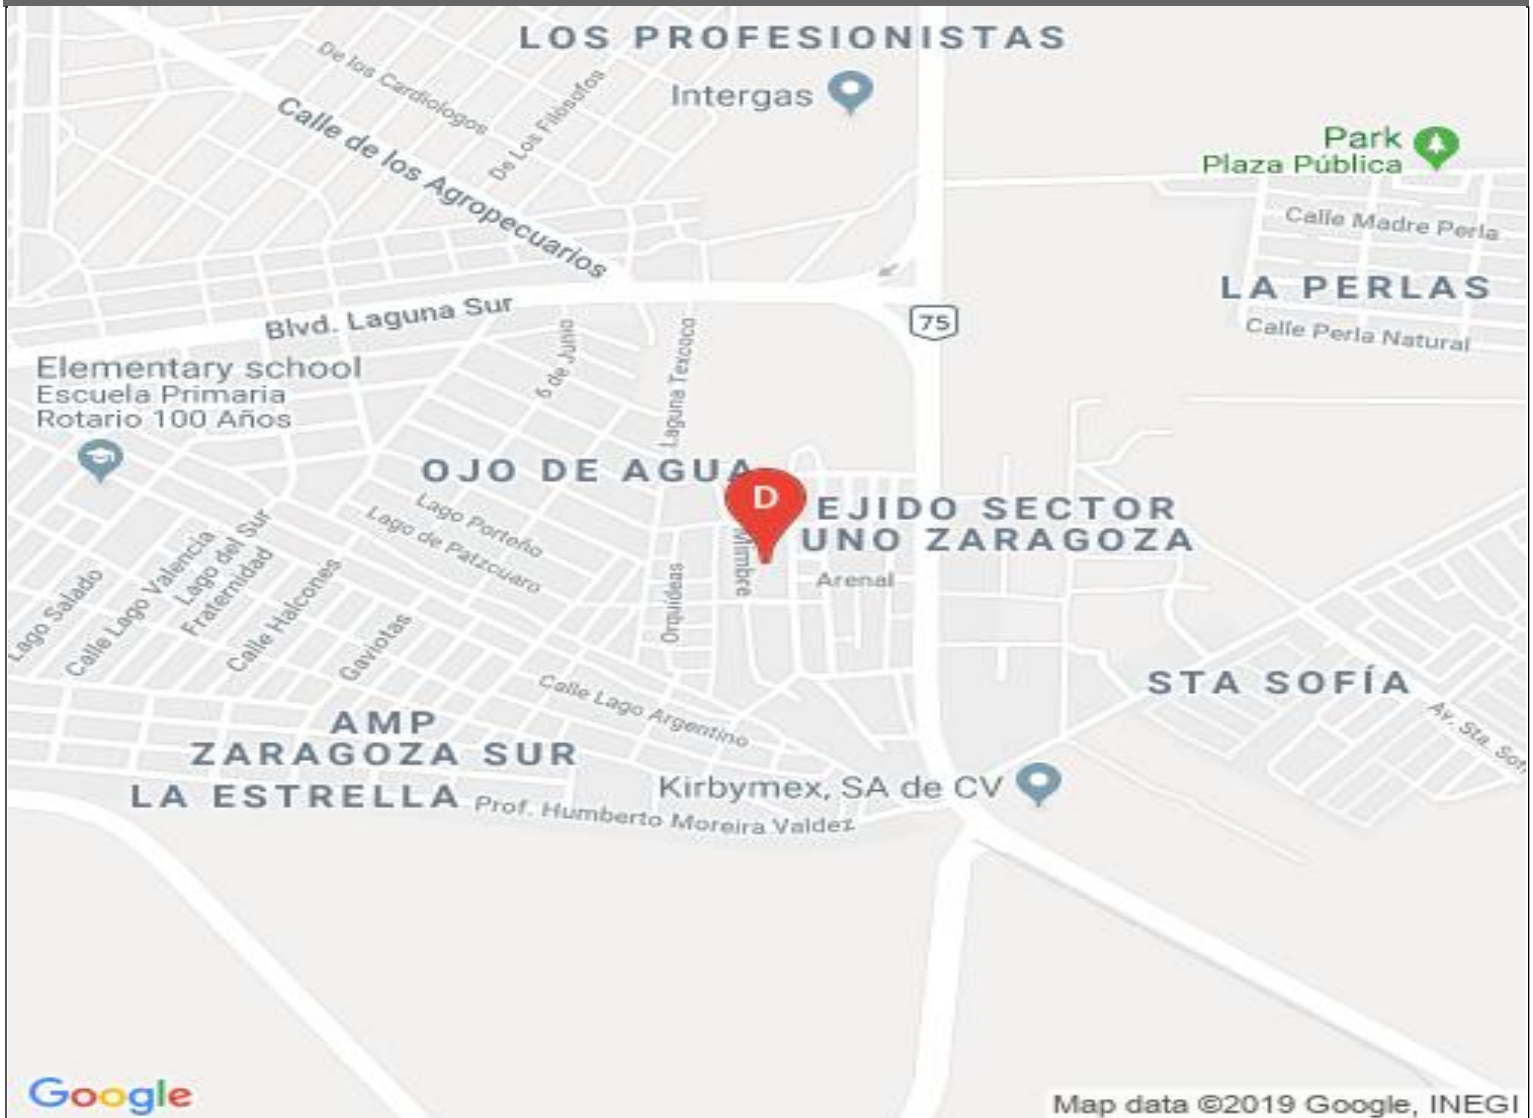 LOS PROFESIONISTAS
De los Cardiologos
De Los Filósofos
Intergas
Calle de los Agropecuarios
Park
Plaza Pública
Calle Madre Perla
LA PERLAS
Calle Perla Natural
75
Blvd. Laguna Sur
Elementary school
Escuela Primaria
Rotario 100 Años
6 de Junio
Laguna Texcoco
OJO DE AGUA
D
EJIDO SECTOR
UNO ZARAGOZA
Lago Porteño
Lago de Patzcuaro
Mimbre
Arenal
Orquideas
Lago Salado
Calle Lago Valencia
Lago del Sur
Fraternidad
Calle Halcones
Gaviotas
Calle Lago Argentino
STA SOFÍA
Av. Sta. Sofi
AMP
ZARAGOZA SUR
LA ESTRELLA
Prof. Humberto Moreira Valdez
Kirbymex, SA de CV
Google
Map data ©2019 Google, INEGI